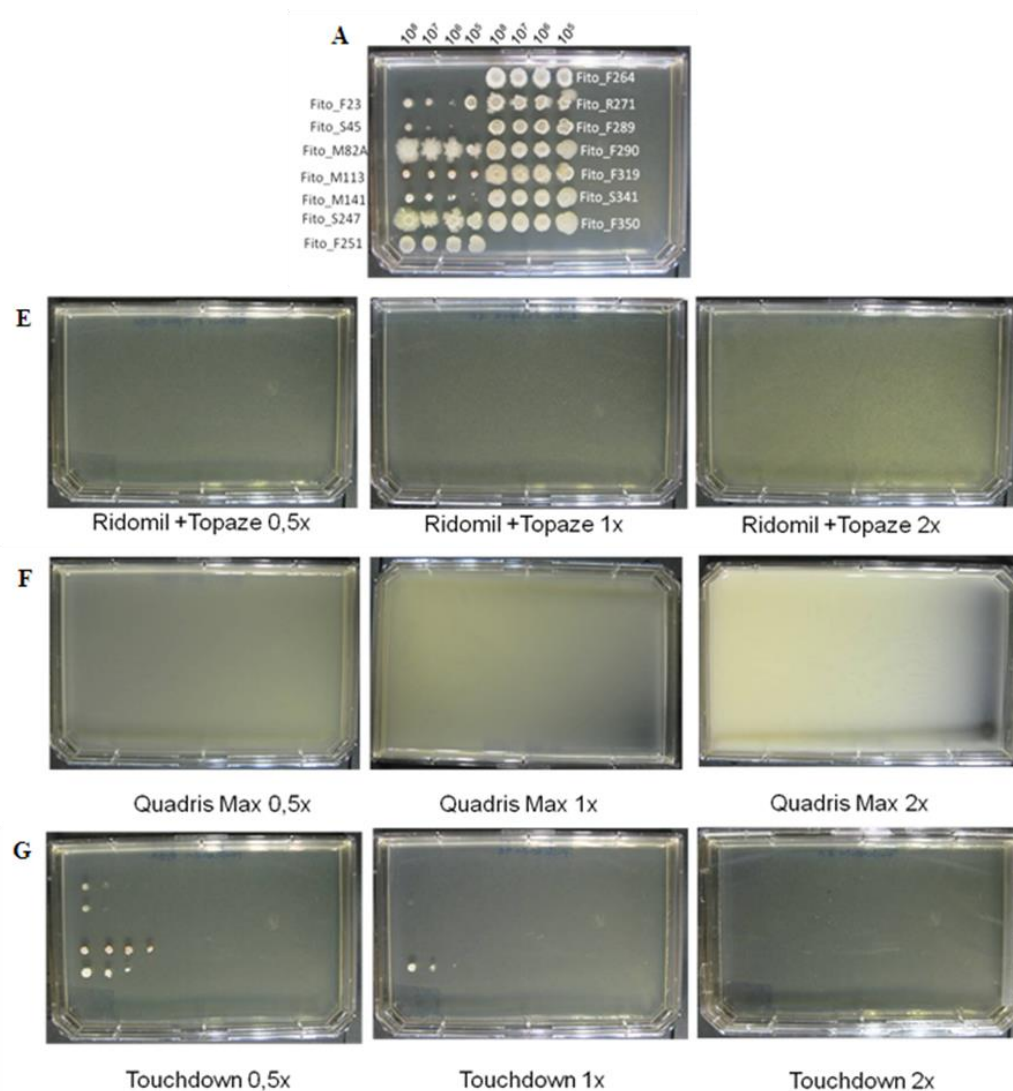 A
10⁸ 10⁷ 10⁶ 10⁵ 10⁸ 10⁷ 10⁶ 10⁵
Fito_F264
Fito_F23
Fito_R271
Fito_S45
Fito_F289
Fito_M82A
Fito_F290
Fito_M113
Fito_F319
Fito_M141
Fito_S341
Fito_S247
Fito_F350
Fito_F251
E
Ridomil +Topaze 0,5x
Ridomil +Topaze 1x
Ridomil +Topaze 2x
F
Quadris Max 0,5x
Quadris Max 1x
Quadris Max 2x
G
Touchdown 0,5x
Touchdown 1x
Touchdown 2x